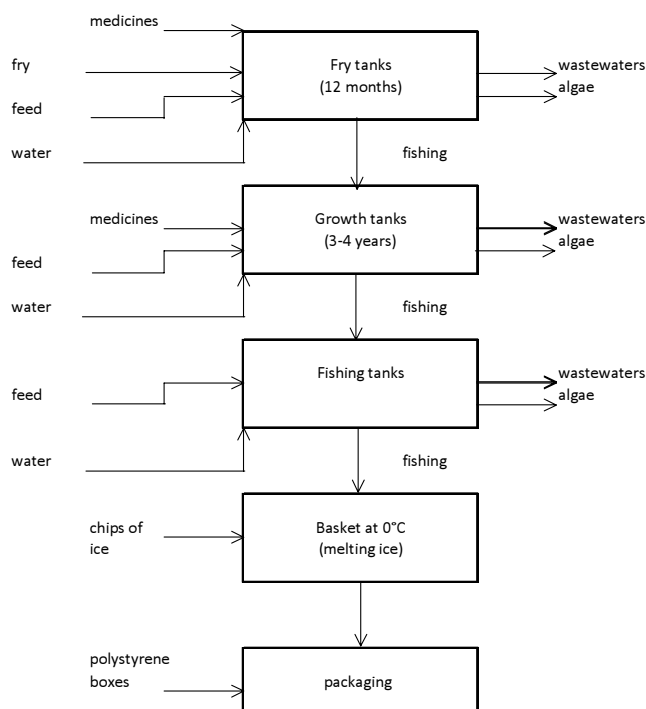 medicines
fry
feed
water
Fry tanks
(12 months)
wastewaters
algae
fishing
medicines
feed
water
Growth tanks
(3-4 years)
wastewaters
algae
fishing
feed
water
Fishing tanks
wastewaters
algae
fishing
chips of
ice
Basket at 0°C
(melting ice)
polystyrene
boxes
packaging